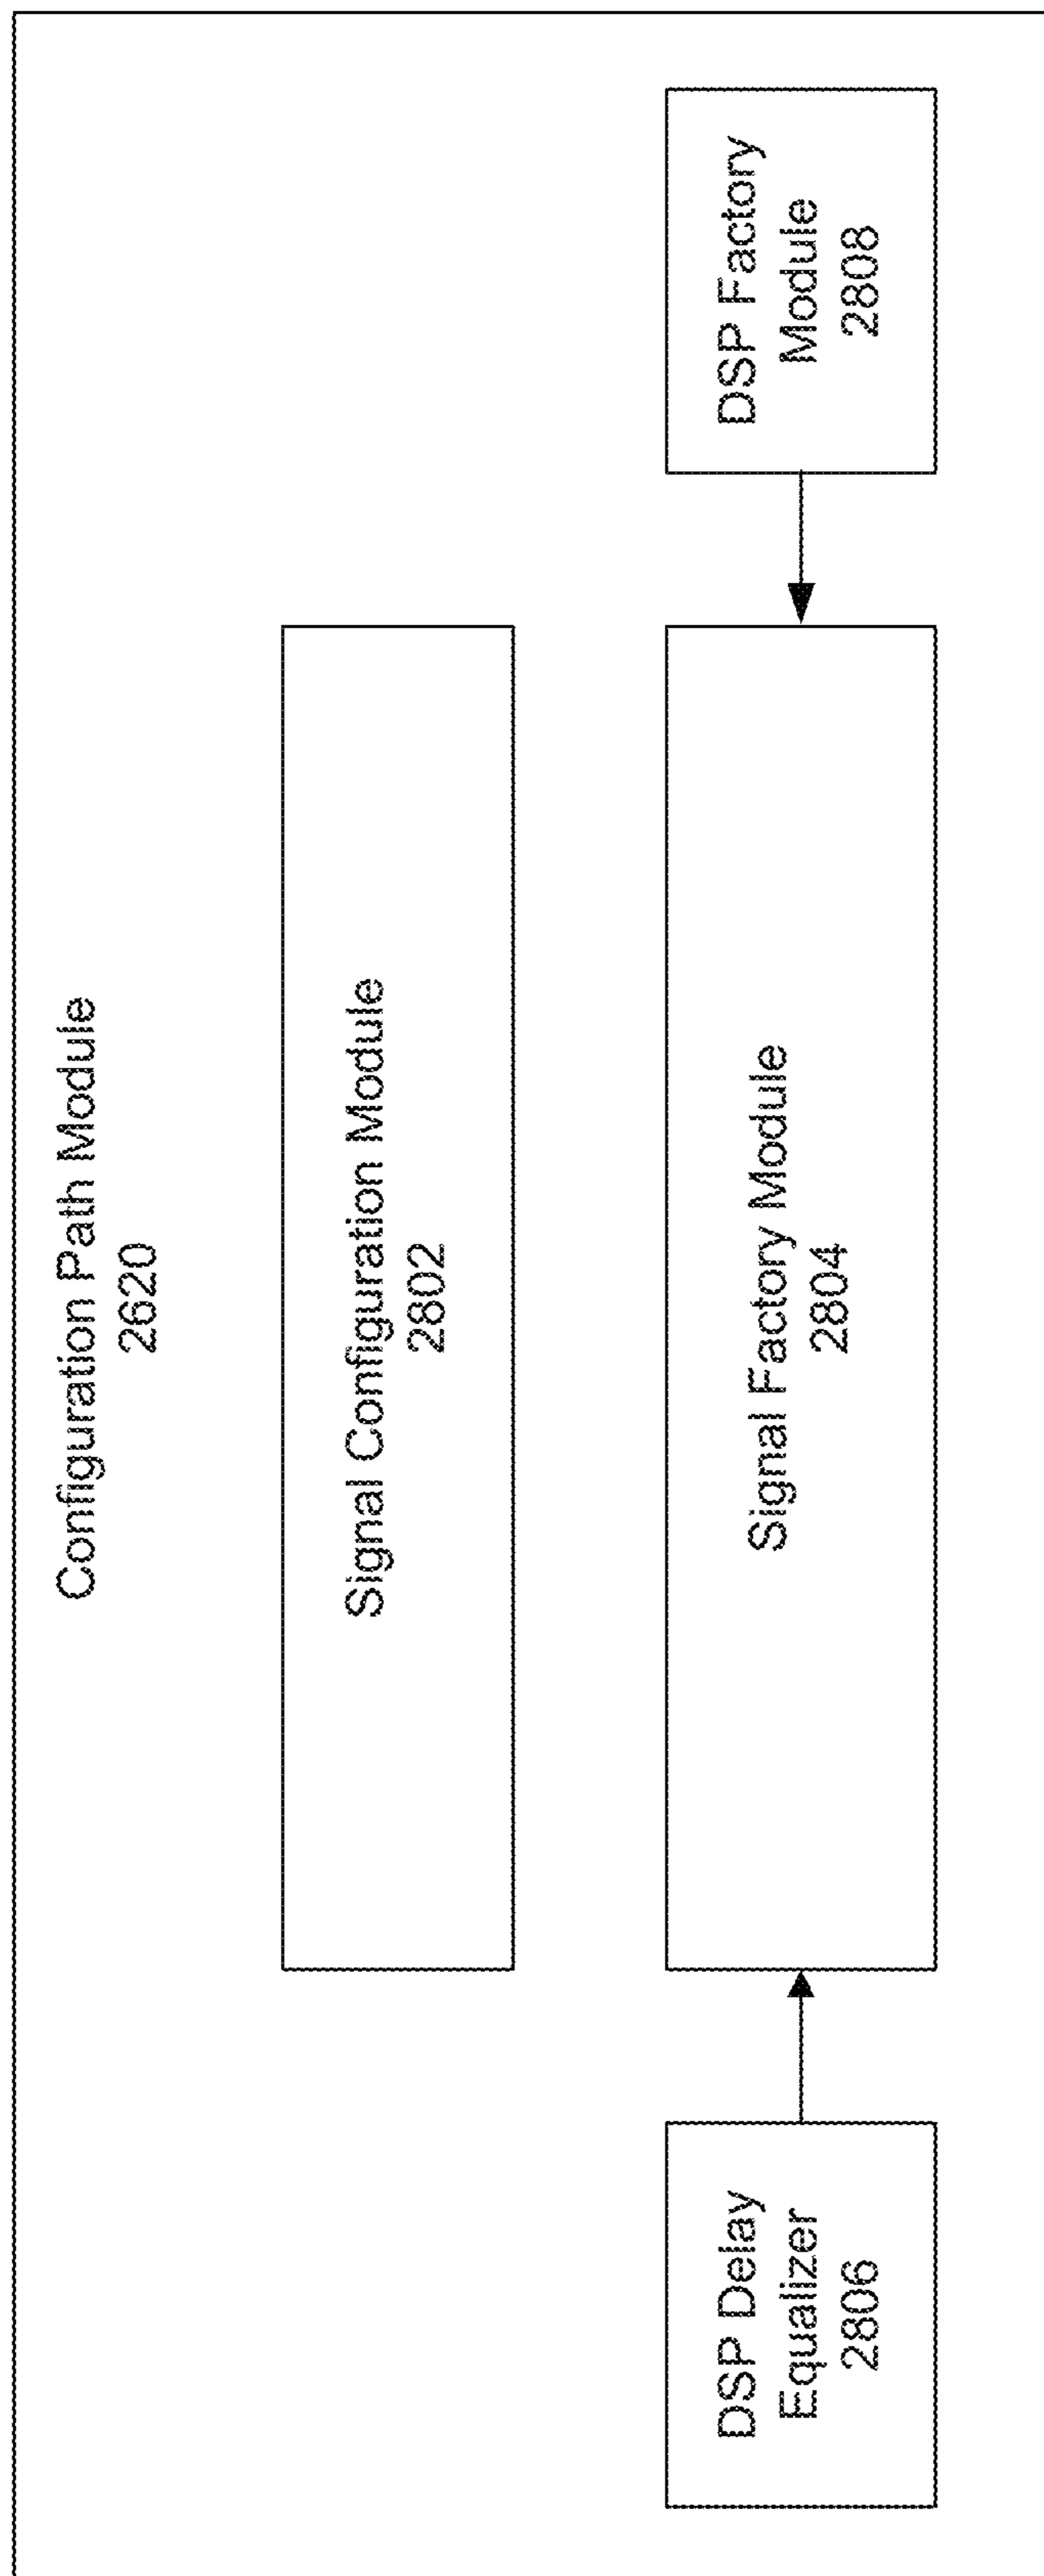 Configuration Path Module
2620
Signal Configuration Module
2802
DSP Delay
Equalizer
2806
Signal Factory Module
2804
DSP Factory
Module
2808